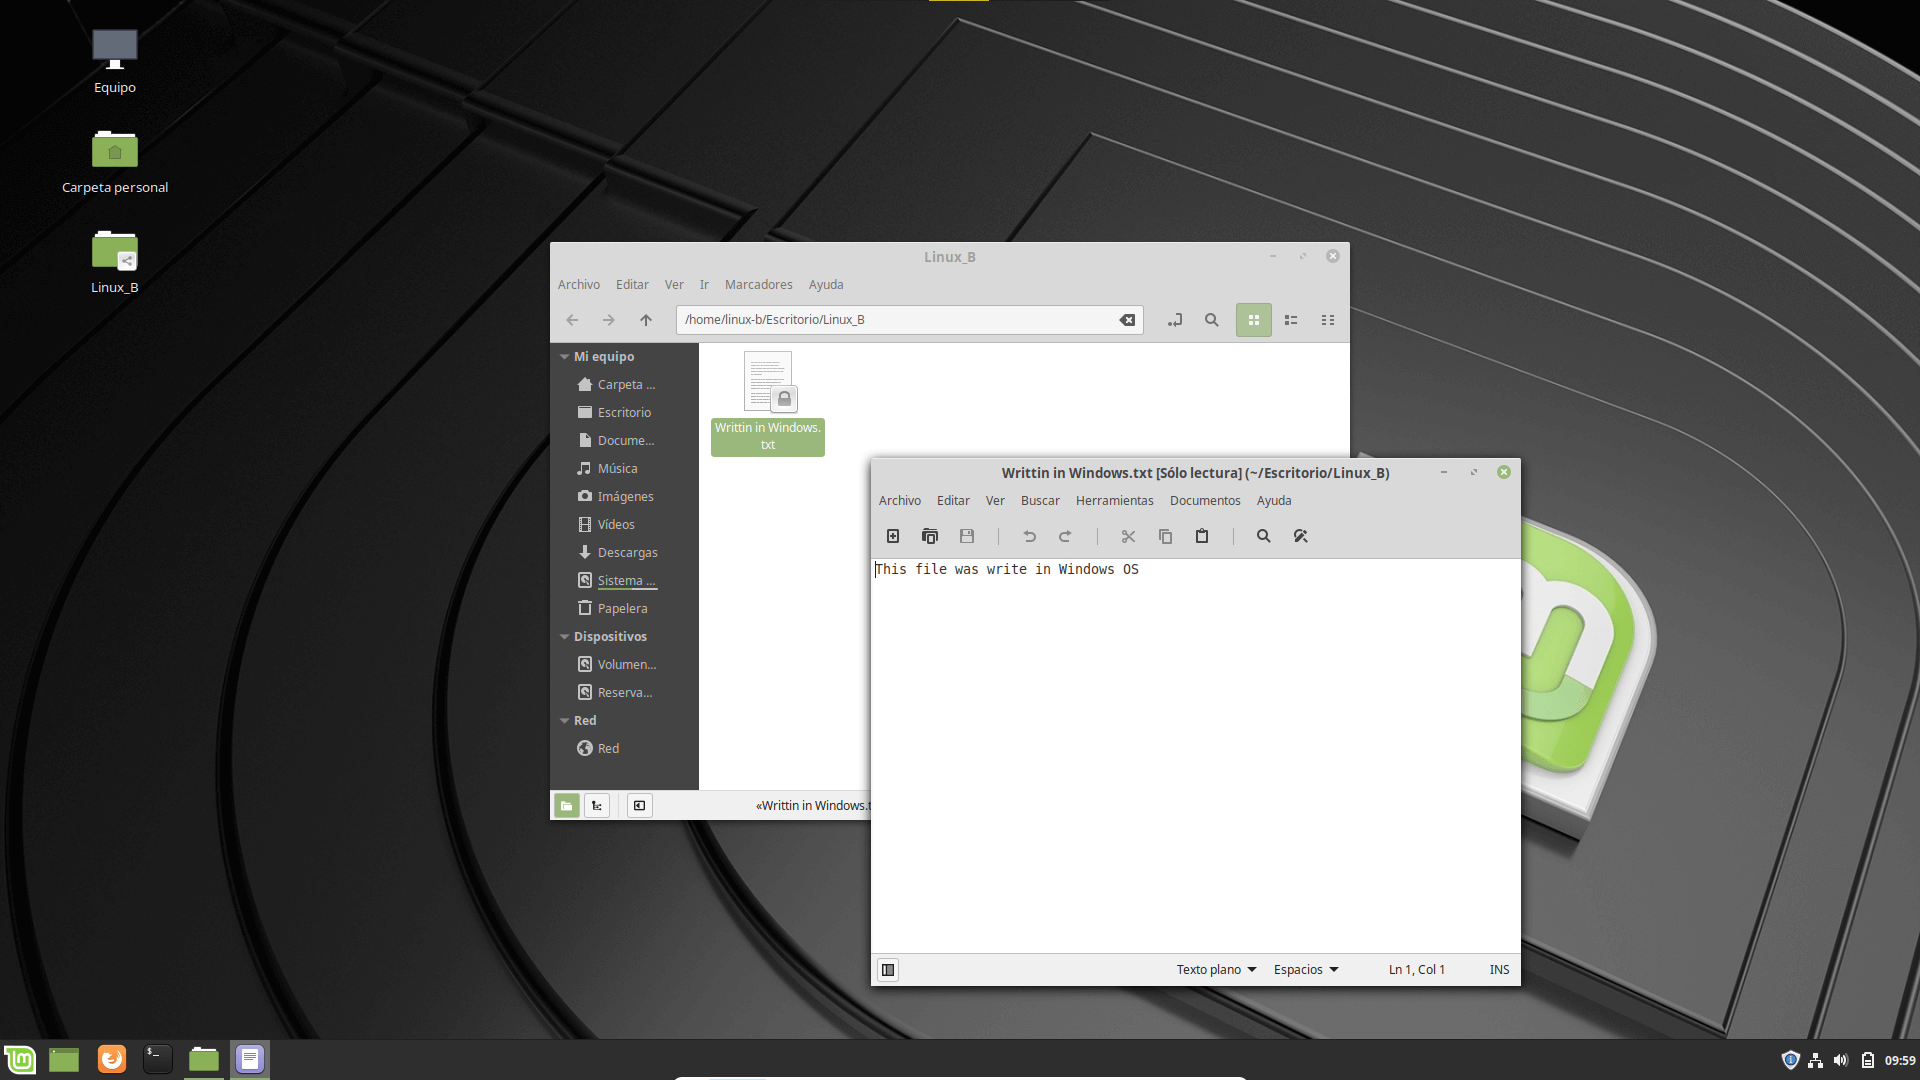 Equipo
Carpeta personal
Linux_B
Linux_B
Archivo Editar Ver Ir Marcadores Ayuda
/home/linux-b/Escritorio/Linux_B
Mi equipo
Carpeta ...
Escritorio
Docume...
Música
Imágenes
Vídeos
Descargas
Sistema ...
Papelera
Dispositivos
Volumen...
Reserva...
Red
Red
Writtin in Windows.
txt
«Writtin in Windows.t
Writtin in Windows.txt [Sólo lectura] (~/Escritorio/Linux_B)
Archivo Editar Ver Buscar Herramientas Documentos Ayuda
This file was write in Windows OS
Texto plano Espacios Ln 1, Col 1 INS
09:59